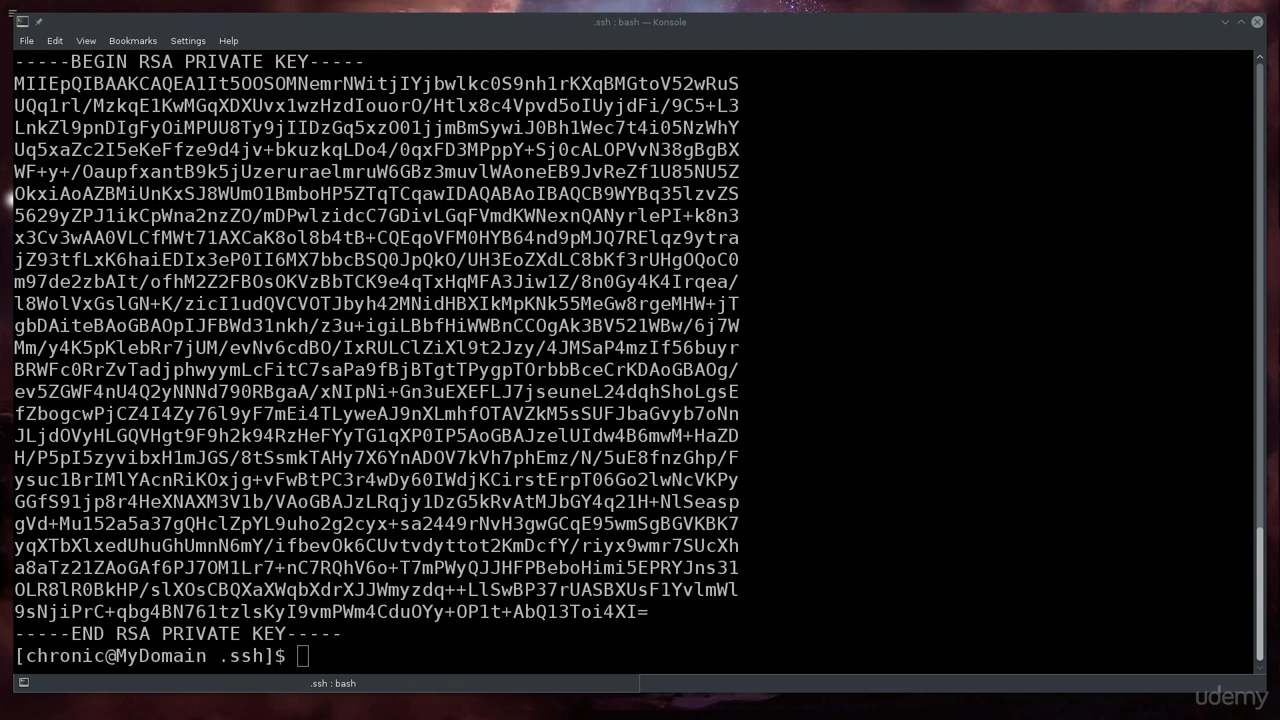 .ssh : bash — Konsole
File Edit View Bookmarks Settings Help
-----BEGIN RSA PRIVATE KEY-----
MIIEpQIBAAKCAQEA1It5OOSOMNemrNWitjIYjbwlkc0S9nh1rKXqBMGtoV52wRuS
UQq1rl/MzkqE1KwMGqXDXUvx1wzHzdIouorO/Htlx8c4Vpvd5oIUyjdFi/9C5+L3
LnkZl9pnDIgFyOiMPUU8Ty9jIIDzGq5xzO01jjmBmSywiJ0Bh1Wec7t4i05NzWhY
Uq5xaZc2I5eKeFfze9d4jv+bkuzkqLDo4/0qxFD3MPppY+Sj0cALOPVvN38gBgBX
WF+y+/OaupfxantB9k5jUzeruraelmruW6GBz3muvlWAoneEB9JvReZf1U85NU5Z
OkxiAoAZBMiUnKxSJ8WUmO1BmboHP5ZTqTCqawIDAQABAoIBAQCB9WYBq35lzvZS
5629yZPJ1ikCpWna2nzZO/mDPwlzidcC7GDivLGqFVmdKWNexnQANyrlePI+k8n3
x3Cv3wAA0VLCfMWt71AXCaK8ol8b4tB+CQEqoVFM0HYB64nd9pMJQ7RElqz9ytra
jZ93tfLxK6haiEDIx3eP0II6MX7bbcBSQ0JpQkO/UH3EoZXdLC8bKf3rUHgOQoC0
m97de2zbAIt/ofhM2Z2FBOsOKVzBbTCK9e4qTxHqMFA3Jiw1Z/8n0Gy4K4Irqea/
l8WolVxGslGN+K/zicI1udQVCVOTJbyh42MNidHBXIkMpKNk55MeGw8rgeMHW+jT
gbDAiteBAoGBAOpIJFBWd31nkh/z3u+igiLBbfHiWWBnCCOgAk3BV521WBw/6j7W
Mm/y4K5pKlebRr7jUM/evNv6cdBO/IxRULClZiXl9t2Jzy/4JMSaP4mzIf56buyr
BRWFc0RrZvTadjphwyymLcFitC7saPa9fBjBTgtTPygpTOrbbBceCrKDAoGBAOg/
ev5ZGWF4nU4Q2yNNNd790RBgaA/xNIpNi+Gn3uEXEFLJ7jseuneL24dqhShoLgsE
fZbogcwPjCZ4I4Zy76l9yF7mEi4TLyweAJ9nXLmhfOTAVZkM5sSUFJbaGvyb7oNn
JLjdOVyHLGQVHgt9F9h2k94RzHeFYyTG1qXP0IP5AoGBAJzelUIdw4B6mwM+HaZD
H/P5pI5zyvibxH1mJGS/8tSsmkTAHy7X6YnADOV7kVh7phEmz/N/5uE8fnzGhp/F
ysuc1BrIMlYAcnRiKOxjg+vFwBtPC3r4wDy60IWdjKCirstErpT06Go2lwNcVKPy
GGfS91jp8r4HeXNAXM3V1b/VAoGBAJzLRqjy1DzG5kRvAtMJbGY4q21H+NlSeasp
gVd+Mu152a5a37gQHclZpYL9uho2g2cyx+sa2449rNvH3gwGCqE95wmSgBGVKBK7
yqXTbXlxedUhuGhUmnN6mY/ifbevOk6CUvtvdyttot2KmDcfY/riyx9wmr7SUcXh
a8aTz21ZAoGAf6PJ7OM1Lr7+nC7RQhV6o+T7mPWyQJJHFPBeboHimi5EPRYJns31
OLR8lR0BkHP/slXOsCBQXaXWqbXdrXJJWmyzdq++LlSwBP37rUASBXUsF1YvlmWl
9sNjiPrC+qbg4BN761tzlsKyI9vmPWm4CduOYy+OP1t+AbQ13Toi4XI=
-----END RSA PRIVATE KEY-----
[chronic@MyDomain .ssh]$
.ssh : bash
udemy